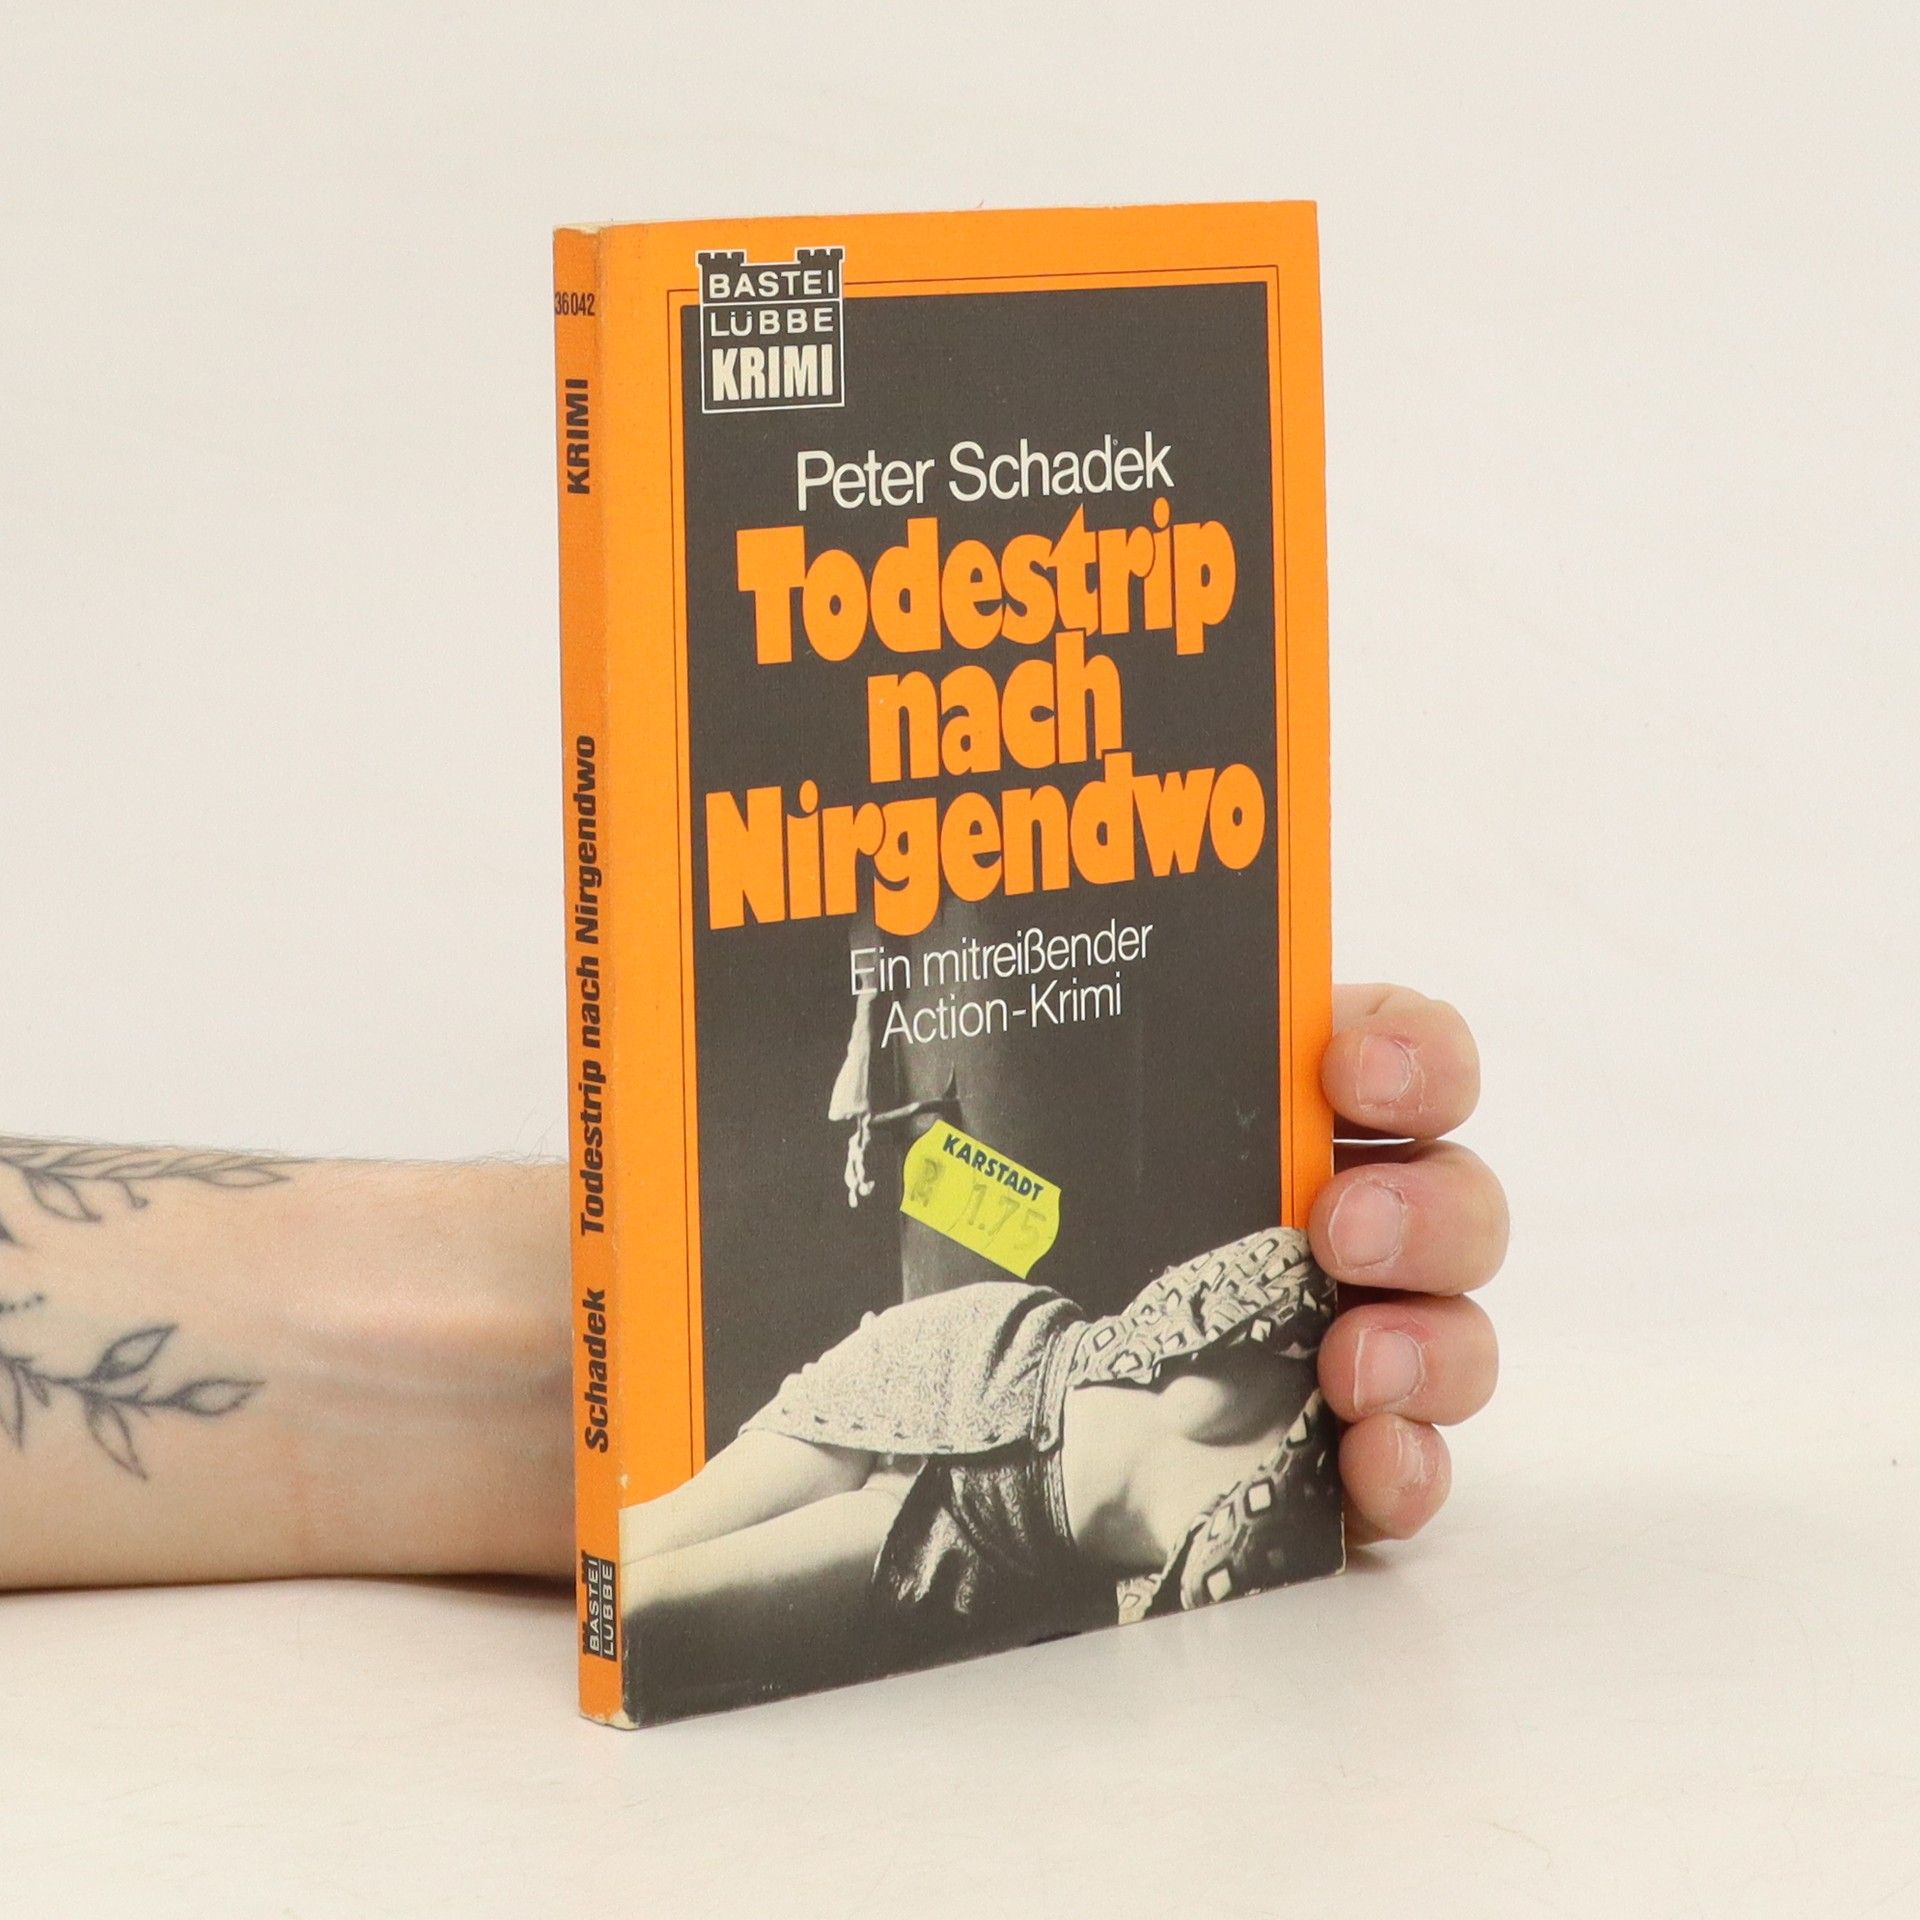 BASTEI
LÜBBE
KRIMI
Peter Schadek
Todestrip
nach
Nirgendwo
Ein mitreißender
Action-Krimi
KARSTADT
R 1.75
36042
KRIMI
Schadek Todestrip nach Nirgendwo
BASTEI
LÜBBE